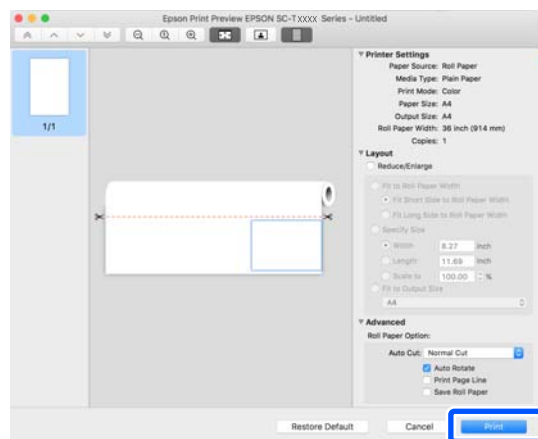 Epson Print Preview EPSON SC-TXXXX Series - Untitled
1/1
Printer Settings
Paper Source: Roll Paper
Media Type: Plain Paper
Print Mode: Color
Paper Size: A4
Output Size: A4
Roll Paper Width: 36 inch (914 mm)
Copies: 1
Layout
Reduce/Enlarge
Fit to Roll Paper Width
Fit Short Side to Roll Paper Width
Fit Long Side to Roll Paper Width
Specify Size
Width 8.27 inch
Length 11.69 inch
Scale to 100.00 %
Fit to Output Size
A4
Advanced
Roll Paper Option:
Auto Cut: Normal Cut
Auto Rotate
Print Page Line
Save Roll Paper
Restore Default Cancel Print